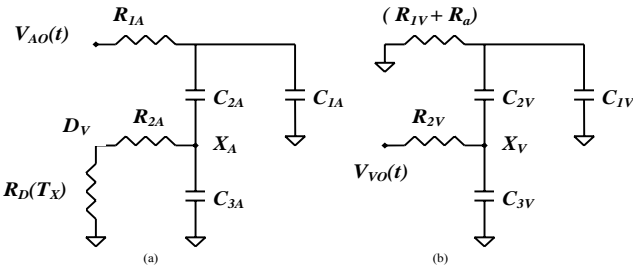 R1A
VAO(t)
C2A
C1A
DV
R2A
XA
RD(TX)
C3A
(a)
( R1V + Ra)
C2V
C1V
R2V
XV
VVO(t)
C3V
(b)